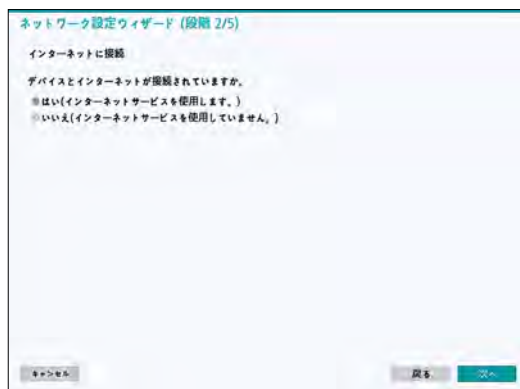 ネットワーク設定ウィザード (段階 2/5)
インターネットに接続
デバイスとインターネットが接続されていますか。
はい(インターネットサービスを使用します。)
いいえ(インターネットサービスを使用していません。)
キャンセル
戻る
次へ